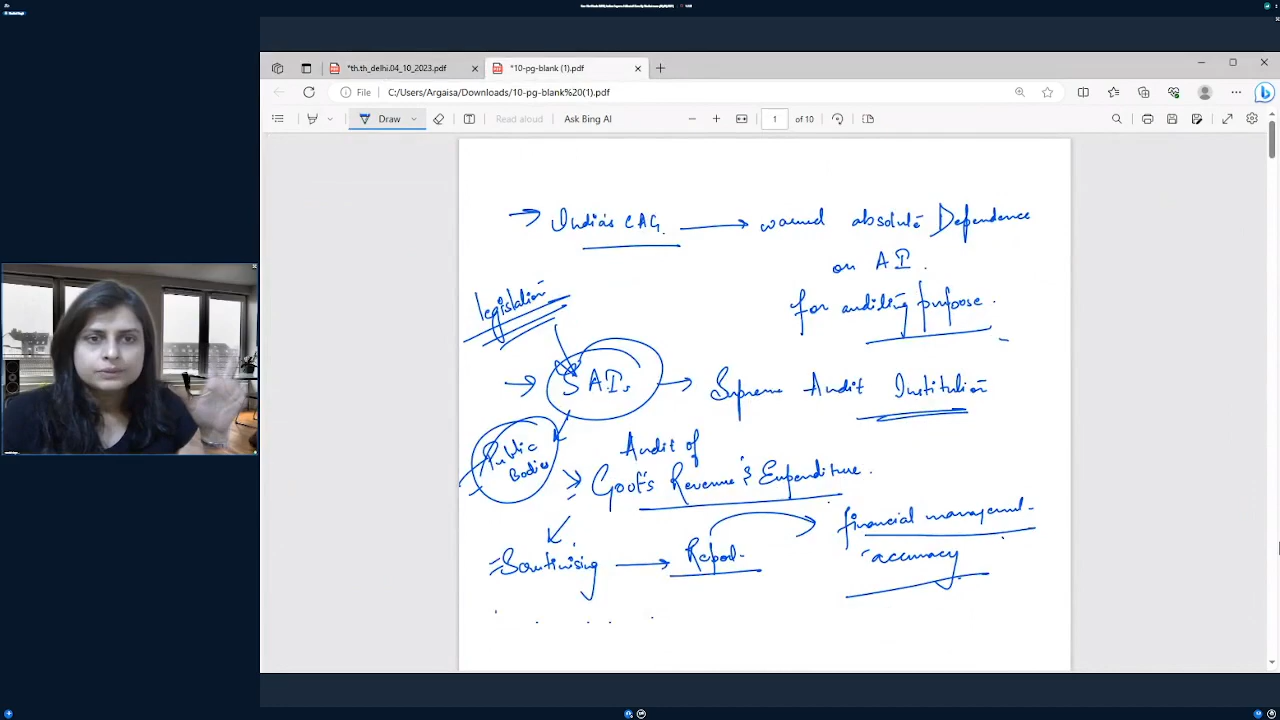 *th.th_delhi.04_10_2023.pdf
*10-pg-blank (1).pdf
File
C:/Users/Argaisa/Downloads/10-pg-blank%20(1).pdf
Draw
Read aloud
Ask Bing AI
1
of 10
→ India's CAG. → warned absolute Dependence
on AI.
for auditing purpose.
legislation
→ SAIs → Supreme Audit Institution
Public
Bodies
Audit of
Govt's Revenue & Expenditure.
financial management.
Scrutinising → Report.
accuracy